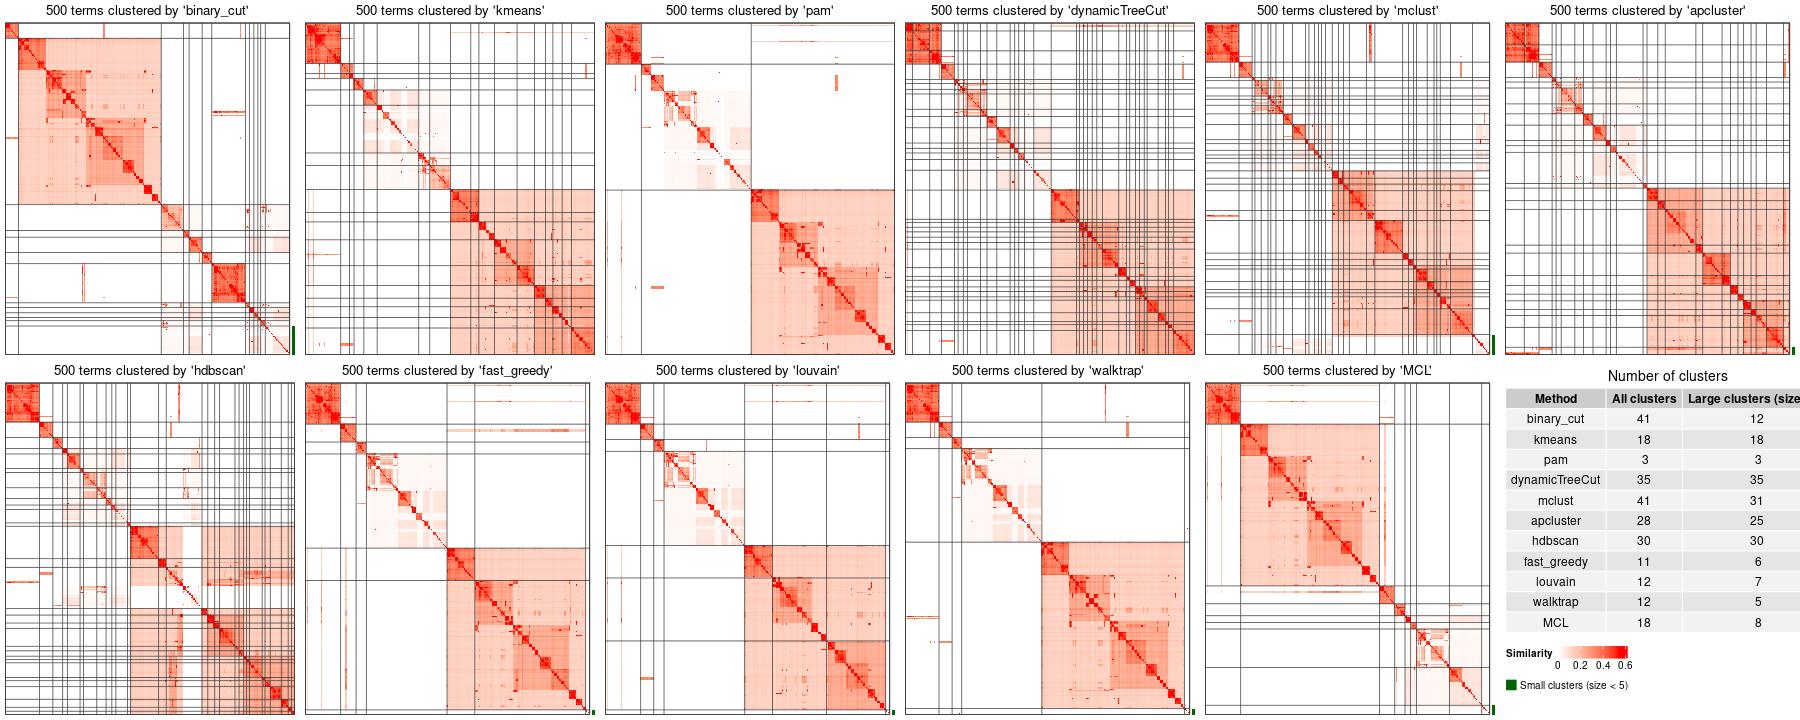 500 terms clustered by 'binary_cut'
500 terms clustered by 'kmeans'
500 terms clustered by 'pam'
500 terms clustered by 'dynamicTreeCut'
500 terms clustered by 'mclust'
500 terms clustered by 'apcluster'
500 terms clustered by 'hdbscan'
500 terms clustered by 'fast_greedy'
500 terms clustered by 'louvain'
500 terms clustered by 'walktrap'
500 terms clustered by 'MCL'
Number of clusters
Method All clusters Large clusters (size
binary_cut 41 12
kmeans 18 18
pam 3 3
dynamicTreeCut 35 35
mclust 41 31
apcluster 28 25
hdbscan 30 30
fast_greedy 11 6
louvain 12 7
walktrap 12 5
MCL 18 8
Similarity
0 0.2 0.4 0.6
Small clusters (size < 5)